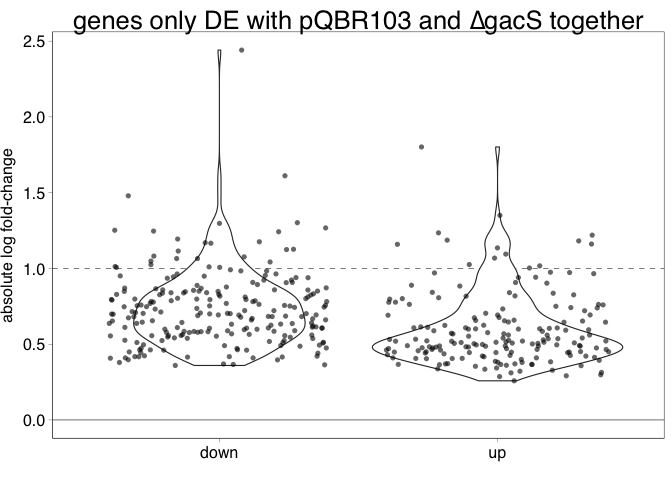 genes only DE with pQBR103 and ΔgacS together
absolute log fold-change
2.5
2.0
1.5
1.0
0.5
0.0
down
up